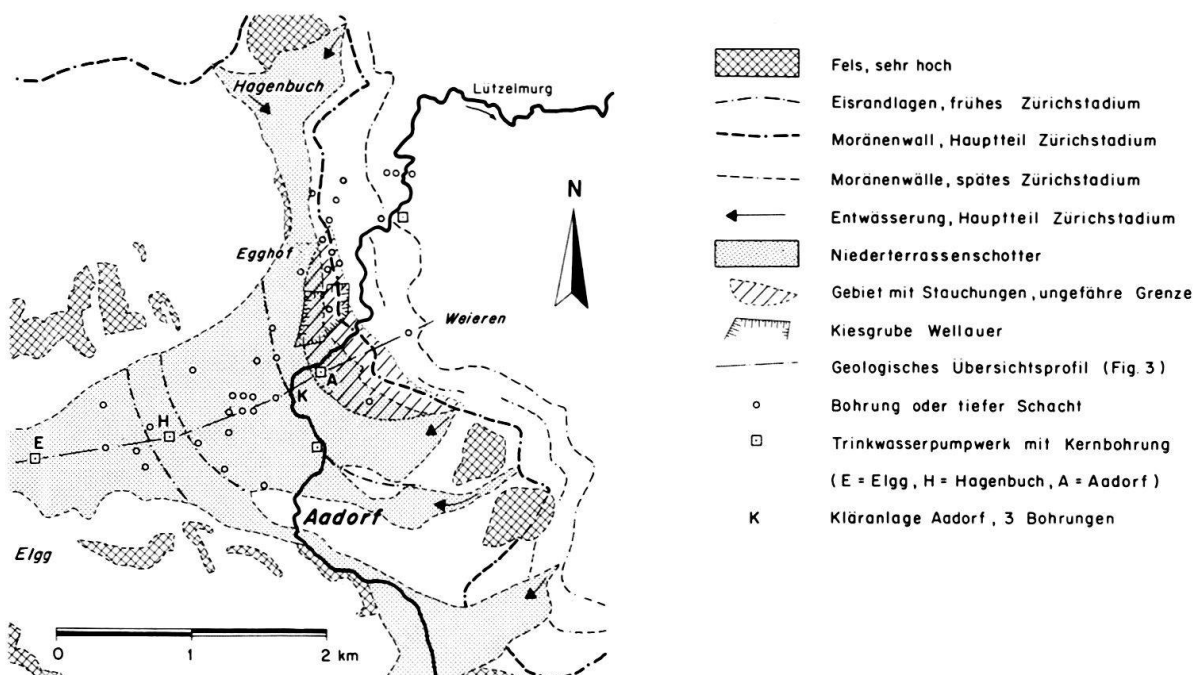 Hagenbuch
Lützelmurg
N
Egghof
Weieren
A
K
H
E
Aadorf
Elgg
0 1 2 km
Fels, sehr hoch
Eisrandlagen, frühes Zürichstadium
Moränenwall, Hauptteil Zürichstadium
Moränenwälle, spätes Zürichstadium
Entwässerung, Hauptteil Zürichstadium
Niederterrassenschotter
Gebiet mit Stauchungen, ungefähre Grenze
Kiesgrube Wellauer
Geologisches Übersichtsprofil (Fig. 3)
Bohrung oder tiefer Schacht
Trinkwasserpumpwerk mit Kernbohrung
(E = Elgg, H = Hagenbuch, A = Aadorf)
K Kläranlage Aadorf, 3 Bohrungen